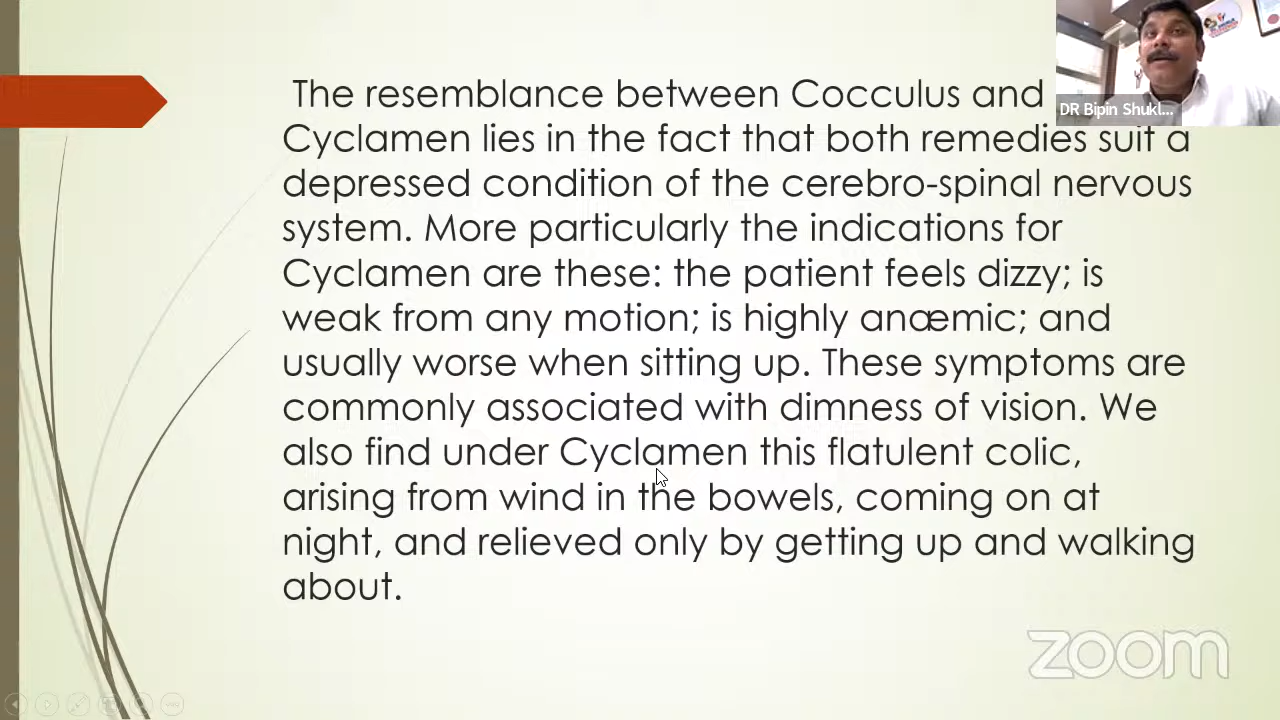 The resemblance between Cocculus and
Cyclamen lies in the fact that both remedies suit a
depressed condition of the cerebro-spinal nervous
system. More particularly the indications for
Cyclamen are these: the patient feels dizzy; is
weak from any motion; is highly anæmic; and
usually worse when sitting up. These symptoms are
commonly associated with dimness of vision. We
also find under Cyclamen this flatulent colic,
arising from wind in the bowels, coming on at
night, and relieved only by getting up and walking
about.
DR Bipin Shukl...
zoom